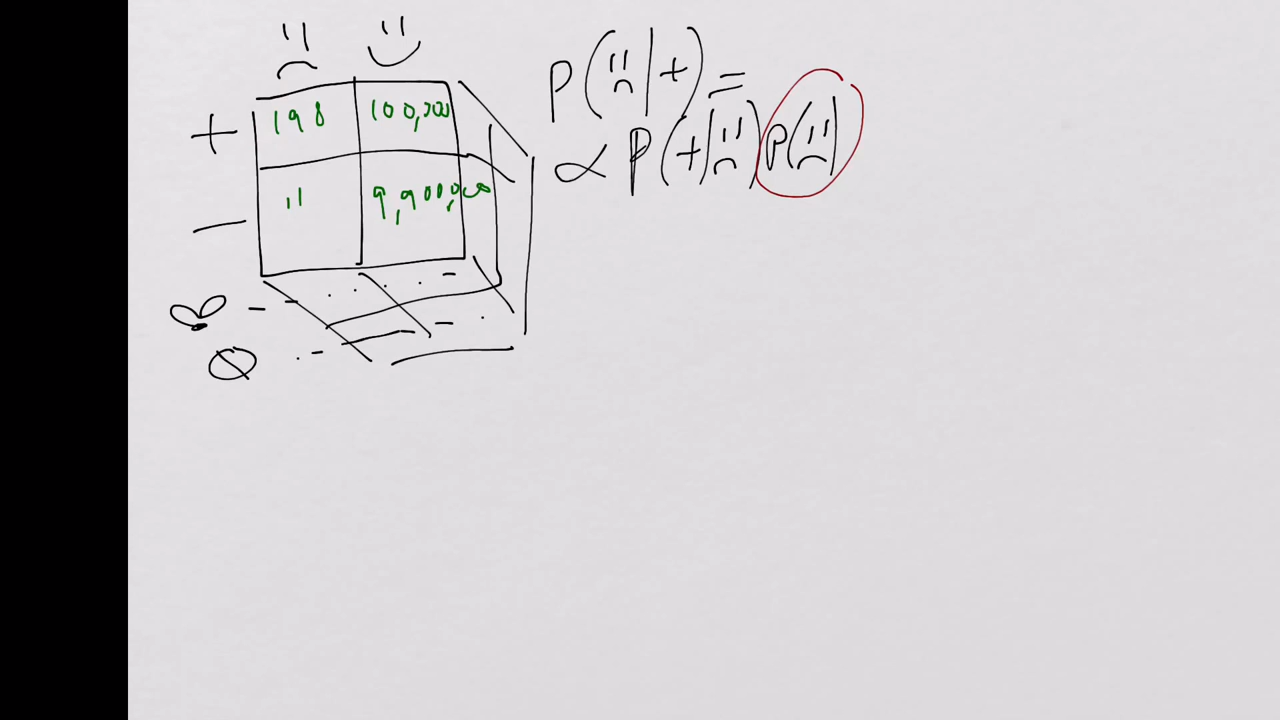 P(☹|+) =
∝ P(+|☹) P(☹)
+ 198 100,000
− 11 9,900,000